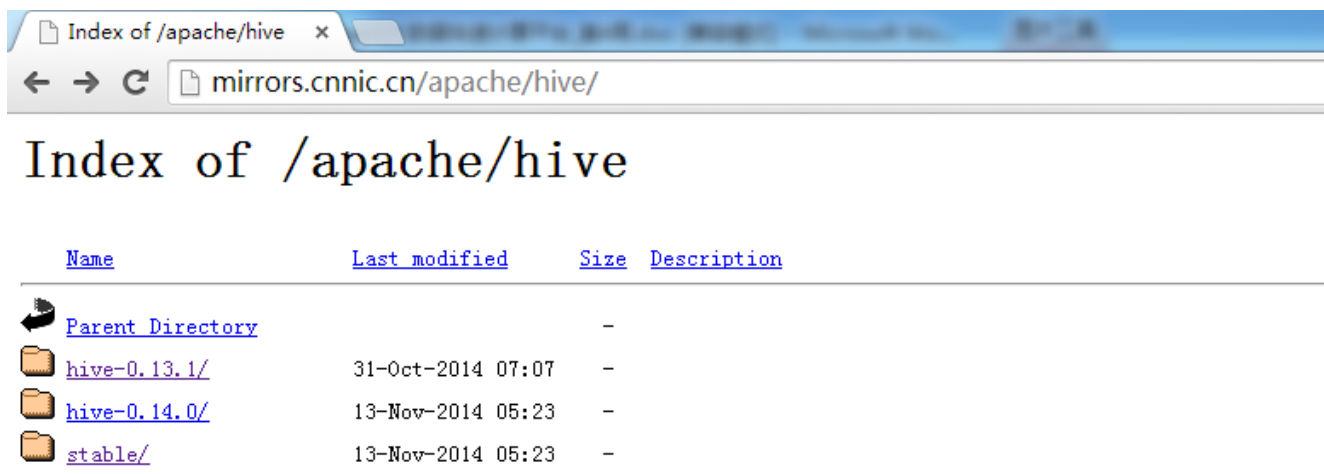 Index of /apache/hive
mirrors.cnnic.cn/apache/hive/
Index of /apache/hive
Name Last modified Size Description
Parent Directory -
hive-0.13.1/ 31-Oct-2014 07:07 -
hive-0.14.0/ 13-Nov-2014 05:23 -
stable/ 13-Nov-2014 05:23 -